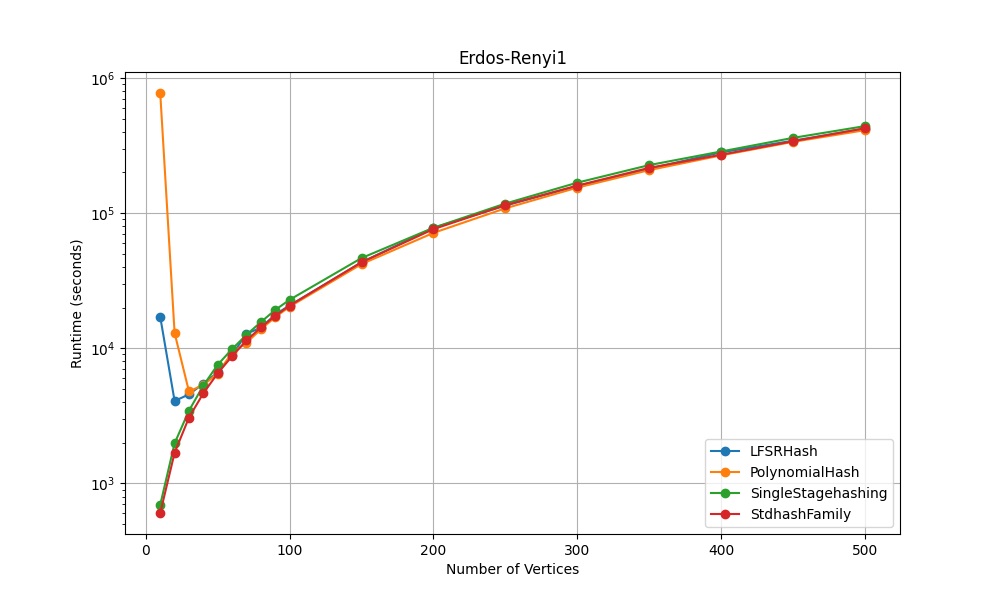 Erdos-Renyi1
Runtime (seconds)
10^6
10^5
10^4
10^3
0 100 200 300 400 500
Number of Vertices
LFSRHash
PolynomialHash
SingleStagehashing
StdhashFamily